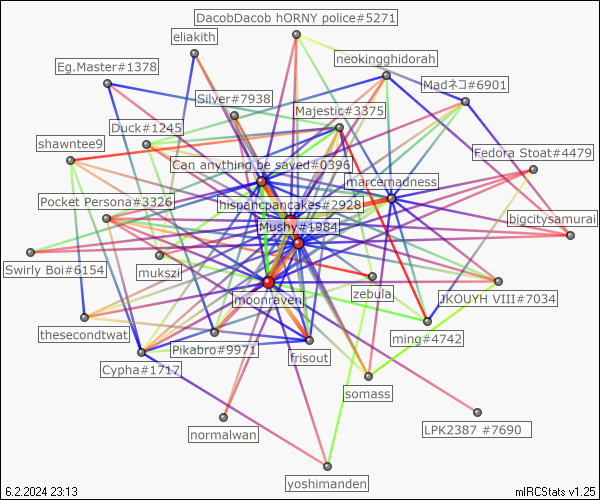 DacobDacob hORNY police#5271
eliakith
neokingghidorah
Eg.Master#1378
Madネコ#6901
Silver#7938
Majestic#3375
Duck#1245
shawntee9
Fedora Stoat#4479
Can anything be saved#0396
marcemadness
Pocket Persona#3326
hispanicpancakes#2928
bigcitysamurai
Mushy#1984
Swirly Boi#6154
mukszi
moonraven
zebula
JKOUYH VIII#7034
thesecondtwat
ming#4742
Pikabro#9971
frisout
Cypha#1717
somass
normalwan
LPK2387 #7690
yoshimanden
6.2.2024 23:13
mIRCStats v1.25